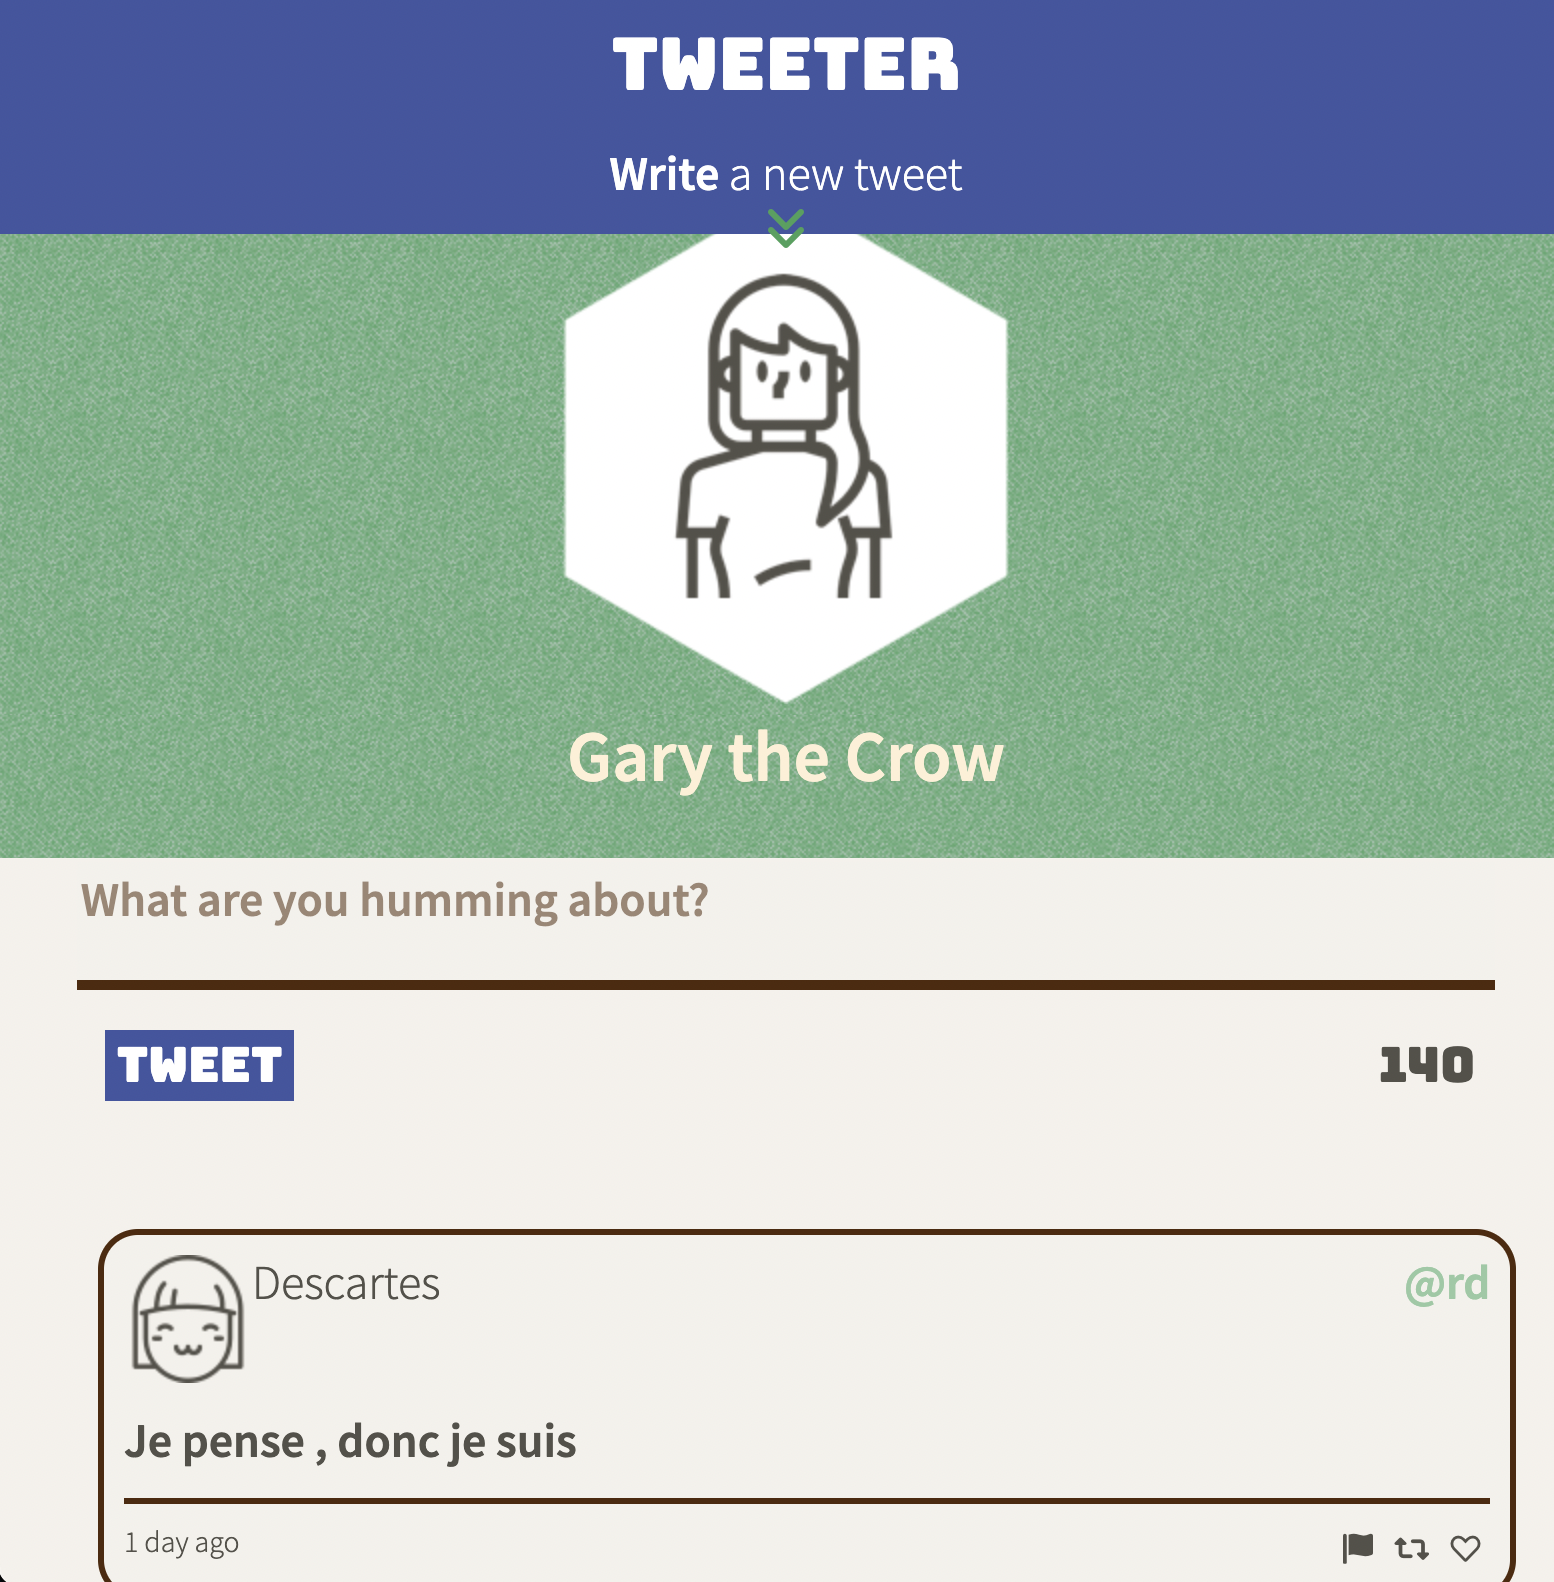 TWEETER
Write a new tweet
Gary the Crow
What are you humming about?
TWEET
140
Descartes
@rd
Je pense , donc je suis
1 day ago